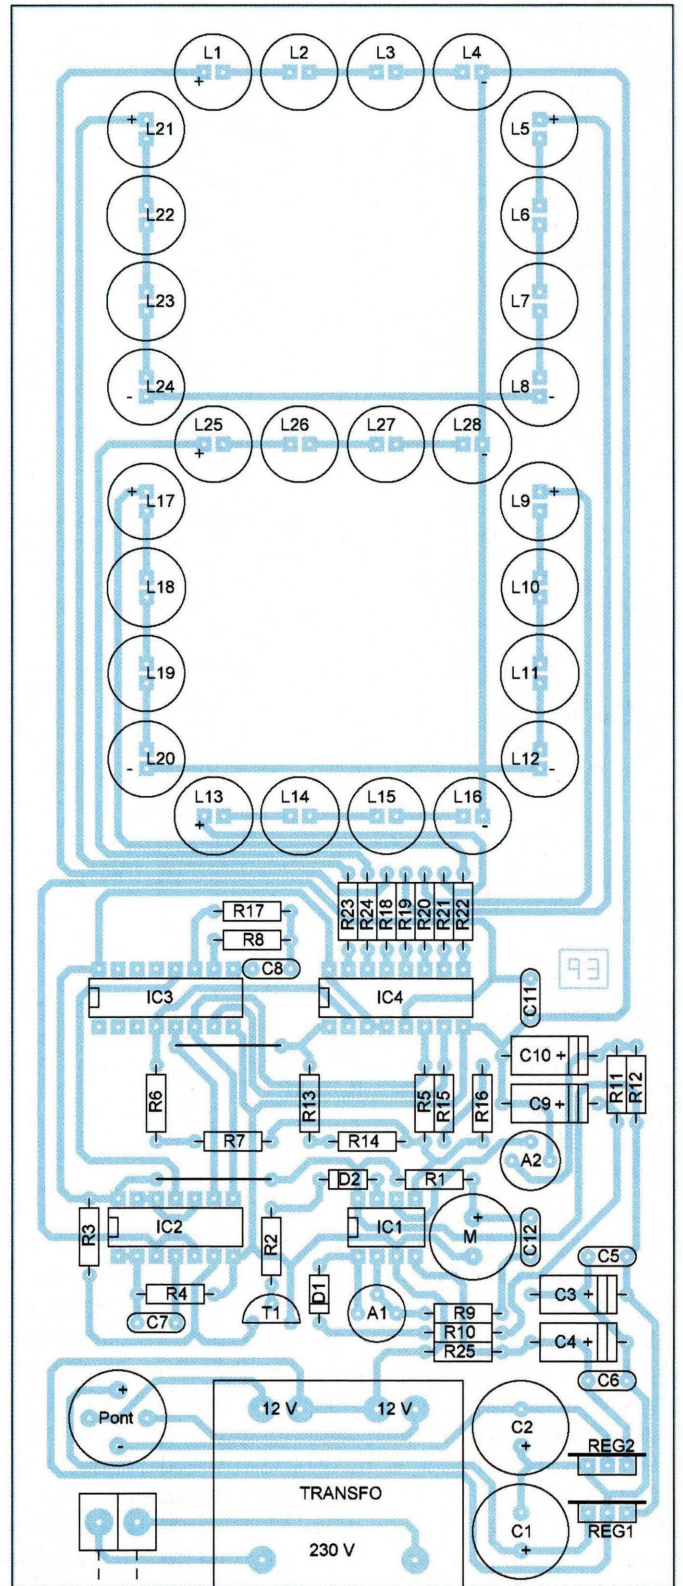 L1 L2 L3 L4
+ -
L21 + L5 +
L22 L6
L23 L7
L24 - L8 -
L25 L26 L27 L28
+ -
+ L17 L9 +
L18 L10
L19 L11
- L20 L12 -
L13 L14 L15 L16
+ -
R23 R24 R18 R19 R20 R21 R22
R17
R8
C8
IC3 IC4 C11
C10 +
R6 R13 R5 R15 R16 C9 + R11 R12
R7 R14 A2
D2 R1
R3 IC2 R2 IC1 + M C12 C5
R4 D1 C3 +
C7 T1 A1 R9
R10 C4 +
R25
C6
+ 12 V 12 V
Pont C2
- + REG2
TRANSFO
C1 REG1
230 V +